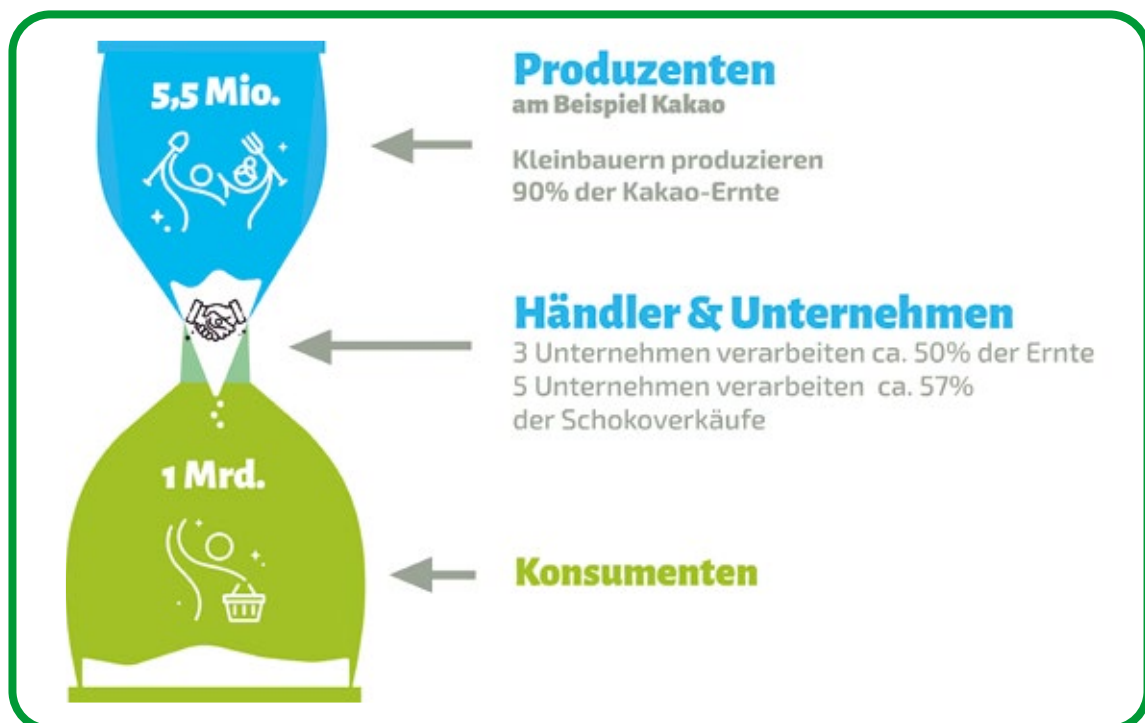 5,5 Mio.
Produzenten
am Beispiel Kakao
Kleinbauern produzieren
90% der Kakao-Ernte
Händler & Unternehmen
3 Unternehmen verarbeiten ca. 50% der Ernte
5 Unternehmen verarbeiten ca. 57%
der Schokoverkäufe
1 Mrd.
Konsumenten